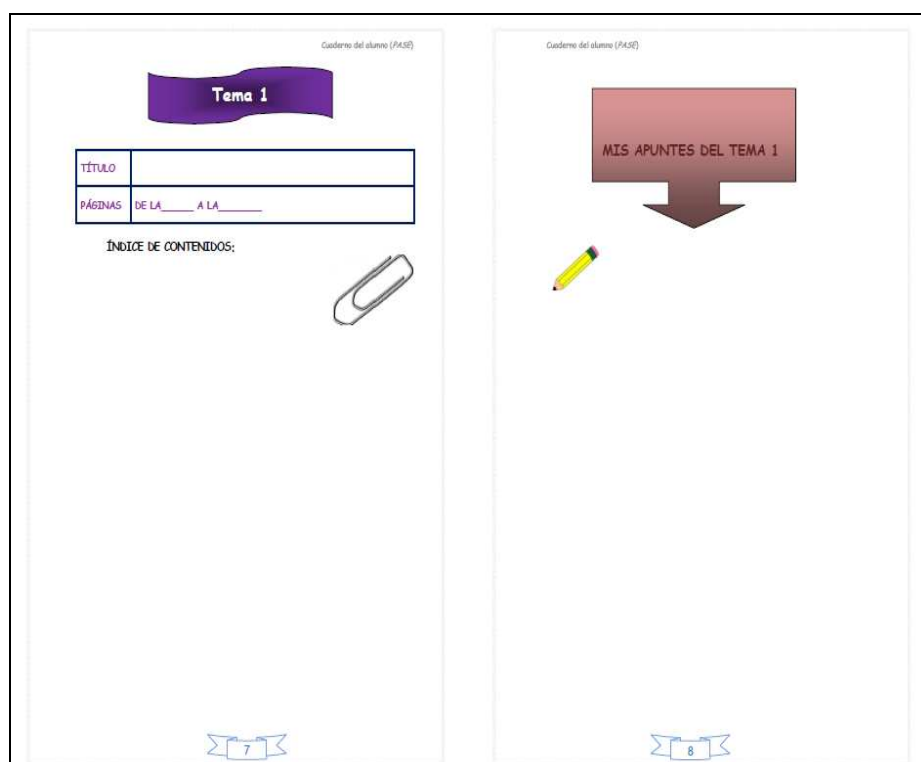 Cuaderno del alumno (PASE)
Tema 1
TÍTULO
PÁGINAS DE LA_____ A LA_______
ÍNDICE DE CONTENIDOS:
7
Cuaderno del alumno (PASE)
MIS APUNTES DEL TEMA 1
8